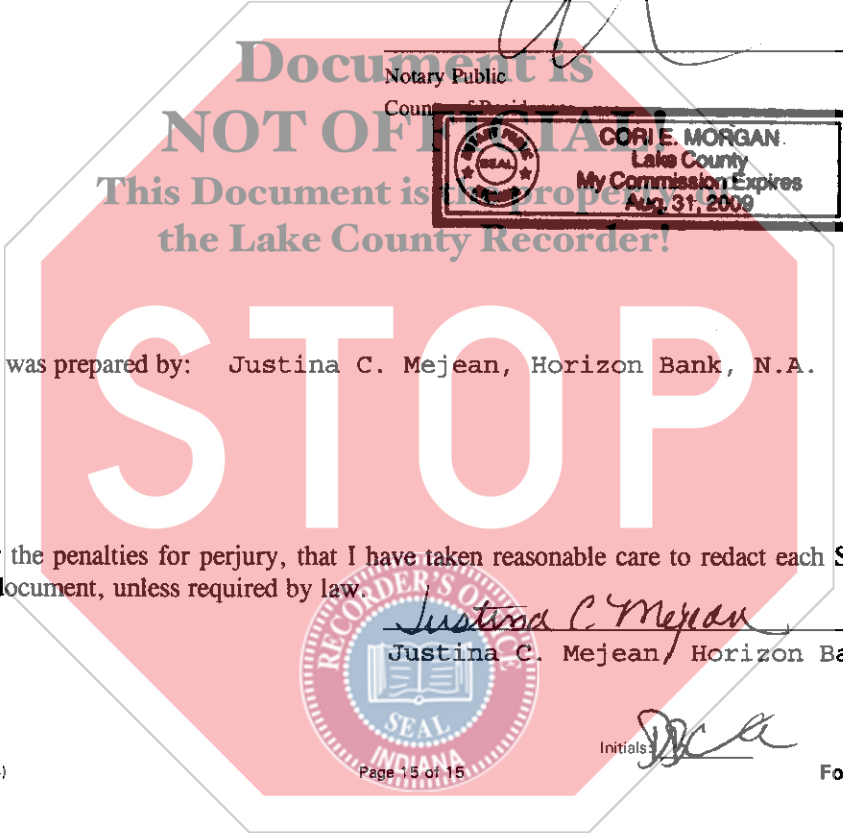 Document is
Notary Public
NOT OFFICIAL!
CORI E. MORGAN
Lake County
My Commission Expires
Aug. 31, 2009
SEAL
This Document is the property of
the Lake County Recorder!
STOP
was prepared by: Justina C. Mejean, Horizon Bank, N.A.
the penalties for perjury, that I have taken reasonable care to redact each S
ocument, unless required by law.
Justina C. Mejean
Justina C. Mejean, Horizon Ba
RECORDER'S OFFICE
SEAL
INDIANA
Initials:
Page 15 of 15
Fo